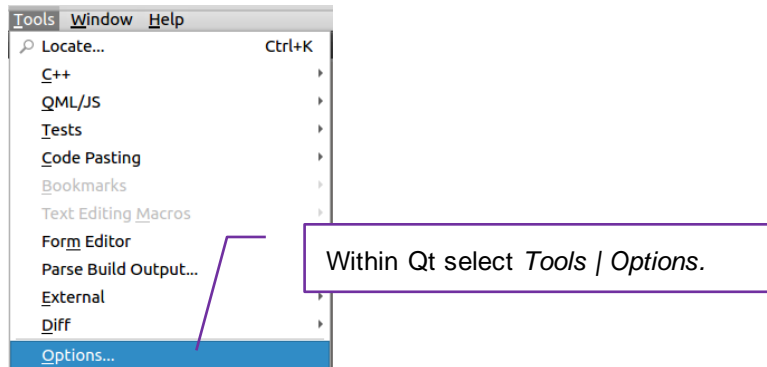 Tools Window Help
Locate... Ctrl+K
C++
QML/JS
Tests
Code Pasting
Bookmarks
Text Editing Macros
Form Editor
Parse Build Output...
External
Diff
Options...
Within Qt select Tools | Options.